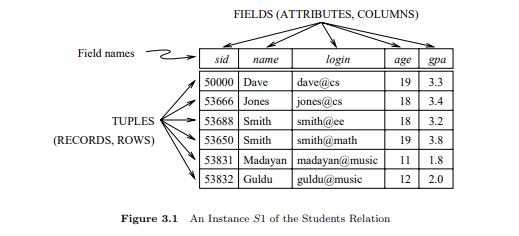 FIELDS (ATTRIBUTES, COLUMNS)
Field names
sid name login age gpa
50000 Dave dave@cs 19 3.3
53666 Jones jones@cs 18 3.4
53688 Smith smith@ee 18 3.2
53650 Smith smith@math 19 3.8
53831 Madayan madayan@music 11 1.8
53832 Guldu guldu@music 12 2.0
TUPLES
(RECORDS, ROWS)
Figure 3.1 An Instance S1 of the Students Relation